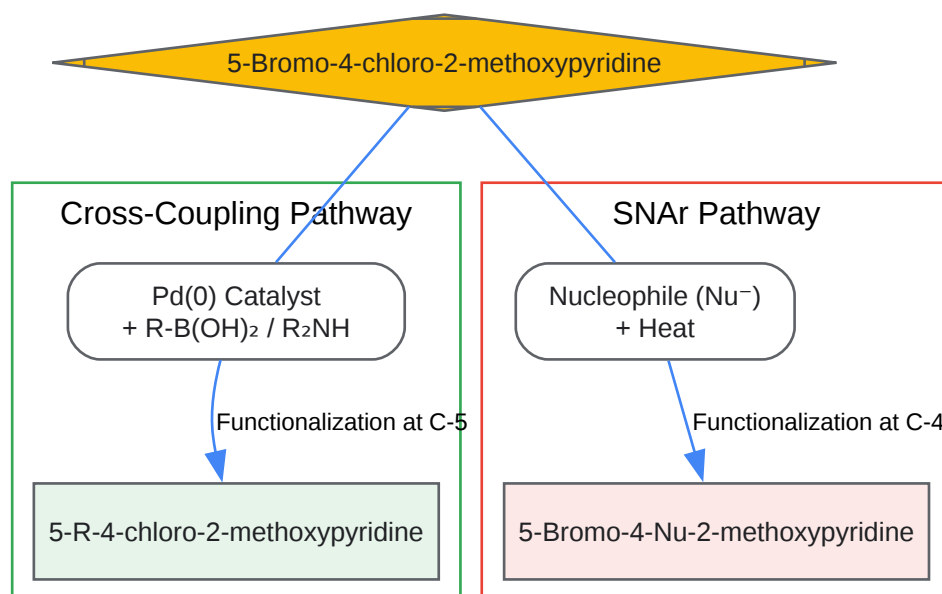 5-Bromo-4-chloro-2-methoxypyridine
Cross-Coupling Pathway
Pd(0) Catalyst
+ R-B(OH)₂ / R₂NH
Functionalization at C-5
5-R-4-chloro-2-methoxypyridine
SNAr Pathway
Nucleophile (Nu⁻)
+ Heat
Functionalization at C-4
5-Bromo-4-Nu-2-methoxypyridine